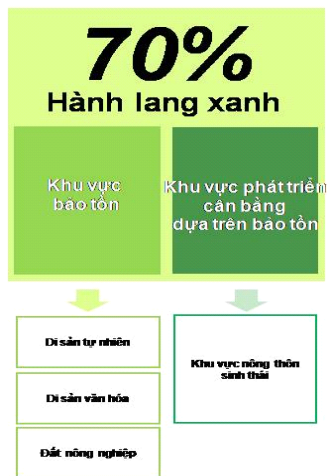 70%
Hành lang xanh
Khu vực
bảo tồn
Khu vực phát triển
cân bằng
dựa trên bảo tồn
Di sản tự nhiên
Di sản văn hóa
Đất nông nghiệp
Khu vực nông thôn
sinh thái